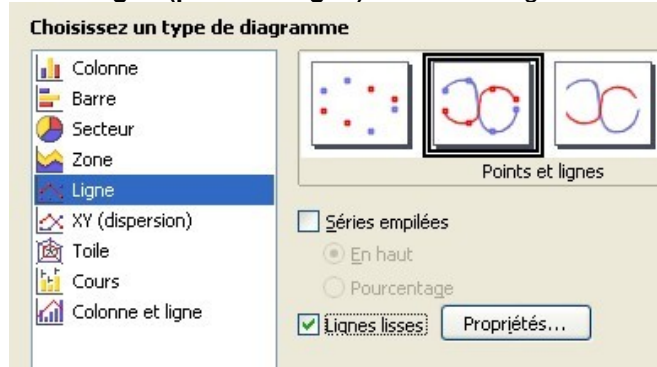 Choisissez un type de diagramme
Colonne
Barre
Secteur
Zone
Ligne
XY (dispersion)
Toile
Cours
Colonne et ligne
Points et lignes
Séries empilées
En haut
Pourcentage
Lignes lisses
Propriétés...